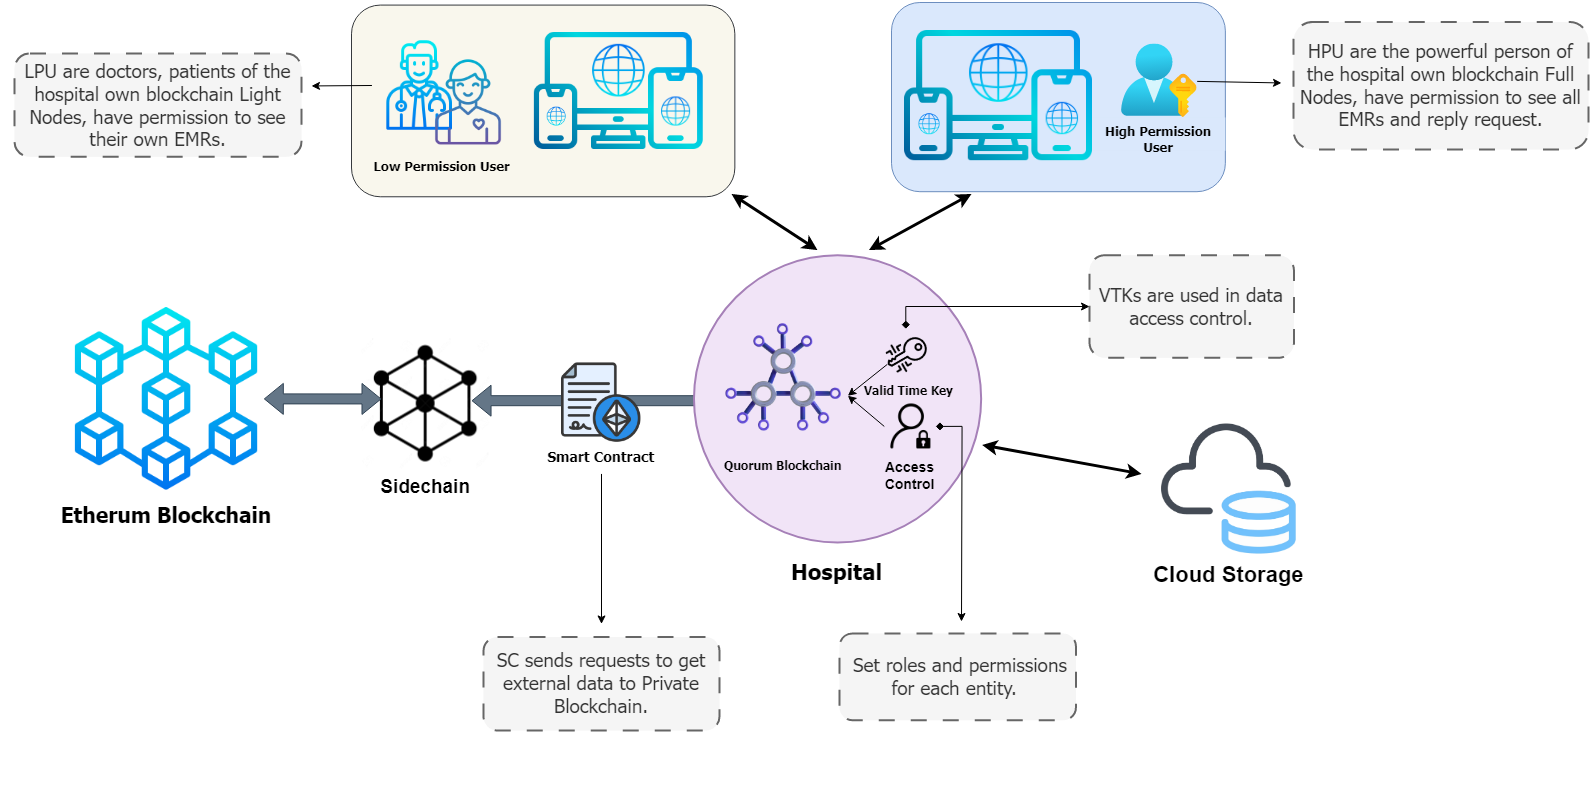 LPU are doctors, patients of the
hospital own blockchain Light
Nodes, have permission to see
their own EMRs.
Low Permission User
High Permission
User
HPU are the powerful person of
the hospital own blockchain Full
Nodes, have permission to see all
EMRs and reply request.
VTKs are used in data
access control.
Valid Time Key
Quorum Blockchain
Access
Control
Smart Contract
Sidechain
Etherum Blockchain
Hospital
Cloud Storage
SC sends requests to get
external data to Private
Blockchain.
Set roles and permissions
for each entity.